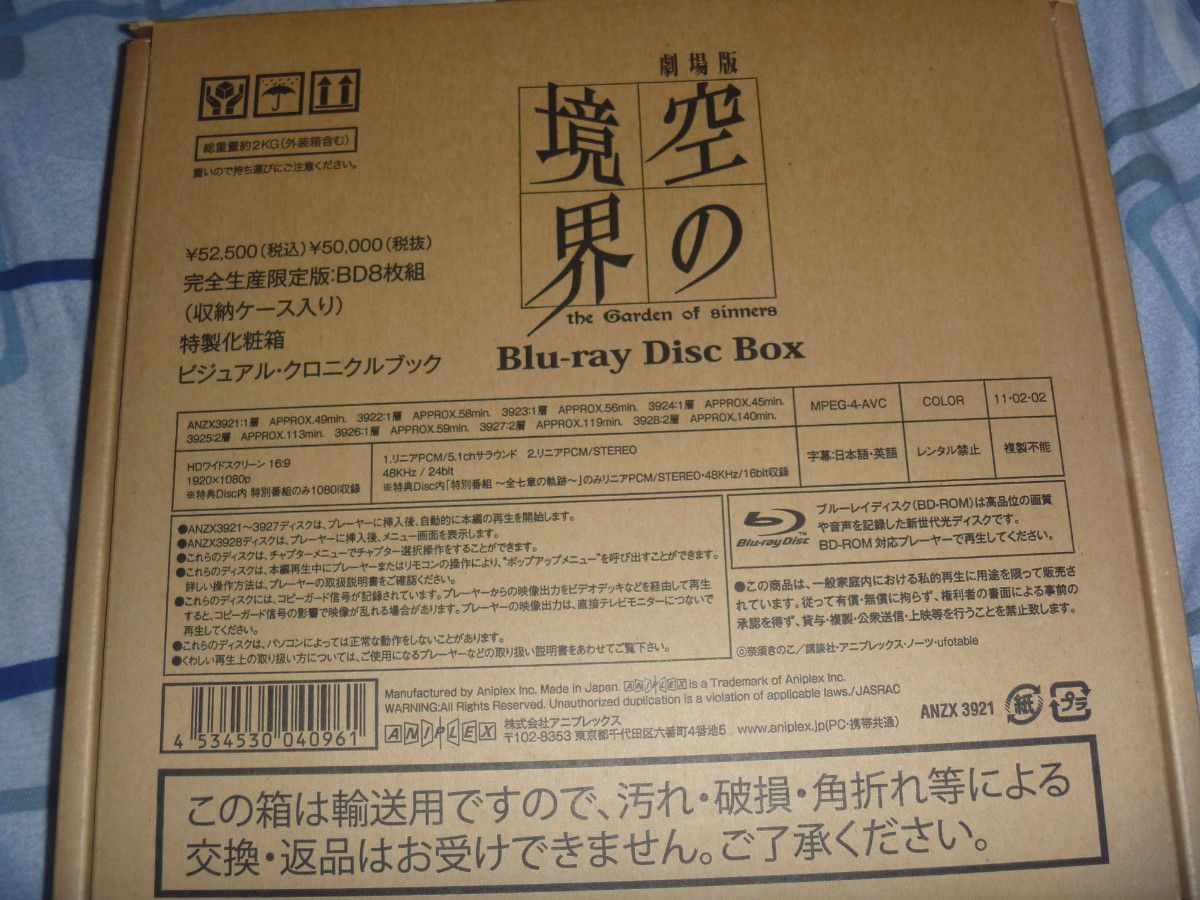 劇場版
空の
境界
the Garden of sinners
Blu-ray Disc Box
総重量約2KG(外装箱含む)
重いので持ち運びにご注意ください。
¥52,500(税込)¥50,000(税抜)
完全生産限定版:BD8枚組
(収納ケース入り)
特製化粧箱
ビジュアル・クロニクルブック
ANZX3921:1層 APPROX.49min. 3922:1層 APPROX.58min. 3923:1層 APPROX.56min. 3924:1層 APPROX.45min.
3925:2層 APPROX.113min. 3926:1層 APPROX.59min. 3927:2層 APPROX.119min. 3928:2層 APPROX.140min.
MPEG-4-AVC
COLOR
11・02・02
HDワイドスクリーン 16:9
1920×1080p
※特典Disc内 特別番組のみ1080i収録
1.リニアPCM/5.1chサラウンド 2.リニアPCM/STEREO
48KHz / 24bit
※特典Disc内「特別番組 ~全七章の軌跡~」のみリニアPCM/STEREO・48KHz/16bit収録
字幕:日本語・英語
レンタル禁止
複製不能
●ANZX3921~3927ディスクは、プレーヤーに挿入後、自動的に本編の再生を開始します。
●ANZX3928ディスクは、プレーヤーに挿入後、メニュー画面を表示します。
●これらのディスクは、チャプターメニューでチャプター選択操作をすることができます。
●これらのディスクは、本編再生中にプレーヤーまたはリモコンの操作により、"ポップアップメニュー"を呼び出すことができます。
詳しい操作方法は、プレーヤーの取扱説明書をご確認ください。
●これらのディスクには、コピーガード信号が記録されています。プレーヤーからの映像出力をビデオデッキなどを経由して再生
すると、コピーガード信号の影響で映像が乱れる場合があります。プレーヤーの映像出力は、直接テレビモニターにつないで
再生してください。
●これらのディスクは、パソコンによっては正常な動作をしないことがあります。
●くわしい再生上の取り扱い方については、ご使用になるプレーヤーなどの取り扱い説明書をあわせてご覧下さい。
Blu-ray Disc
ブルーレイディスク(BD-ROM)は高品位の画質
や音声を記録した新世代光ディスクです。
BD-ROM 対応プレーヤーで再生してください。
●この商品は、一般家庭内における私的再生に用途を限って販売さ
れています。従って有償・無償に拘らず、権利者の書面による事前の
承認を得ず、貸与・複製・公衆送信・上映等を行うことを禁止致します。
©奈須きのこ/講談社・アニプレックス・ノーツ・ufotable
4 534530 040961
Manufactured by Aniplex Inc. Made in Japan. ANIPLEX is a Trademark of Aniplex Inc.
WARNING:All Rights Reserved. Unauthorized duplication is a violation of applicable laws./JASRAC
ANIPLEX 株式会社アニプレックス
〒102-8353 東京都千代田区六番町4番地5 www.aniplex.jp(PC・携帯共通)
ANZX 3921
紙
プラ
この箱は輸送用ですので、汚れ・破損・角折れ等による
交換・返品はお受けできません。ご了承ください。